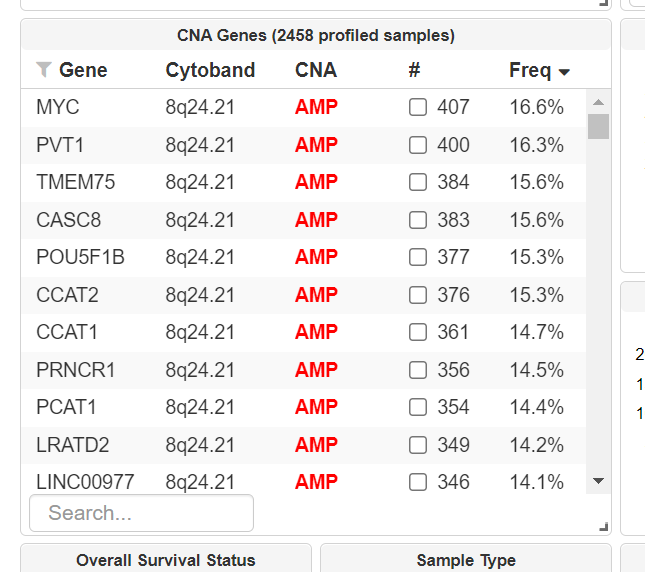 CNA Genes (2458 profiled samples)
Gene Cytoband CNA # Freq
MYC 8q24.21 AMP 407 16.6%
PVT1 8q24.21 AMP 400 16.3%
TMEM75 8q24.21 AMP 384 15.6%
CASC8 8q24.21 AMP 383 15.6%
POU5F1B 8q24.21 AMP 377 15.3%
CCAT2 8q24.21 AMP 376 15.3%
CCAT1 8q24.21 AMP 361 14.7%
PRNCR1 8q24.21 AMP 356 14.5%
PCAT1 8q24.21 AMP 354 14.4%
LRATD2 8q24.21 AMP 349 14.2%
LINC00977 8q24.21 AMP 346 14.1%
Search...
Overall Survival Status
Sample Type
2
1
1